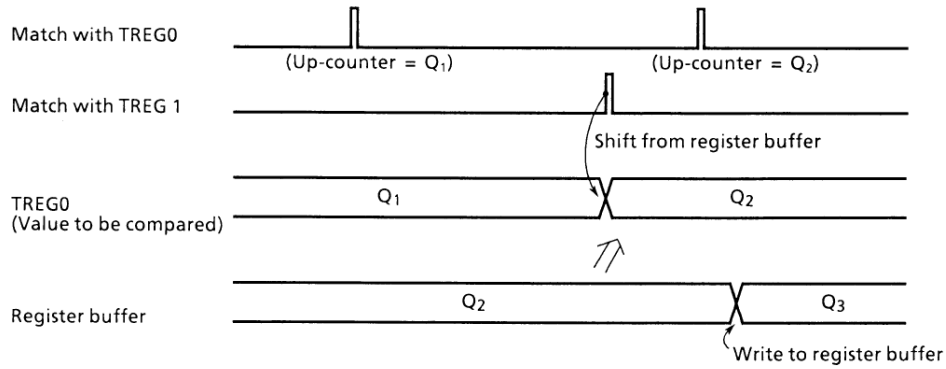 Match with TREG0
(Up-counter = Q1)
(Up-counter = Q2)
Match with TREG 1
Shift from register buffer
TREG0
(Value to be compared)
Q1
Q2
Register buffer
Q2
Q3
Write to register buffer